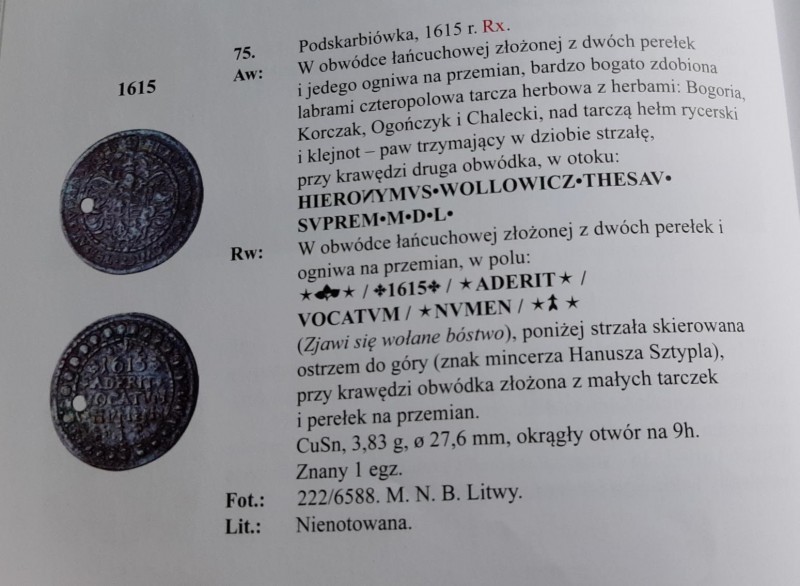 75.
Podskarbiówka, 1615 r. Rx.
1615
Aw:
W obwódce łańcuchowej złożonej z dwóch perełek
i jedego ogniwa na przemian, bardzo bogato zdobiona
labrami czteropolowa tarcza herbowa z herbami: Bogoria,
Korczak, Ogończyk i Chalecki, nad tarczą hełm rycerski
i klejnot – paw trzymający w dziobie strzałę,
przy krawędzi druga obwódka, w otoku:
HIEROИYMVS•WOLLOWICZ•THESAV•
SVPREM•M•D•L•
Rw:
W obwódce łańcuchowej złożonej z dwóch perełek i
ogniwa na przemian, w polu:
★☘★ / ✤1615✤ / ★ADERIT★ /
VOCATVM / ★NVMEN / ★🠅★
(Zjawi się wołane bóstwo), poniżej strzała skierowana
ostrzem do góry (znak mincerza Hanusza Sztypla),
przy krawędzi obwódka złożona z małych tarczek
i perełek na przemian.
CuSn, 3,83 g, ø 27,6 mm, okrągły otwór na 9h.
Znany 1 egz.
Fot.:
222/6588. M. N. B. Litwy.
Lit.:
Nienotowana.
1615
ADERIT
VOCATVM